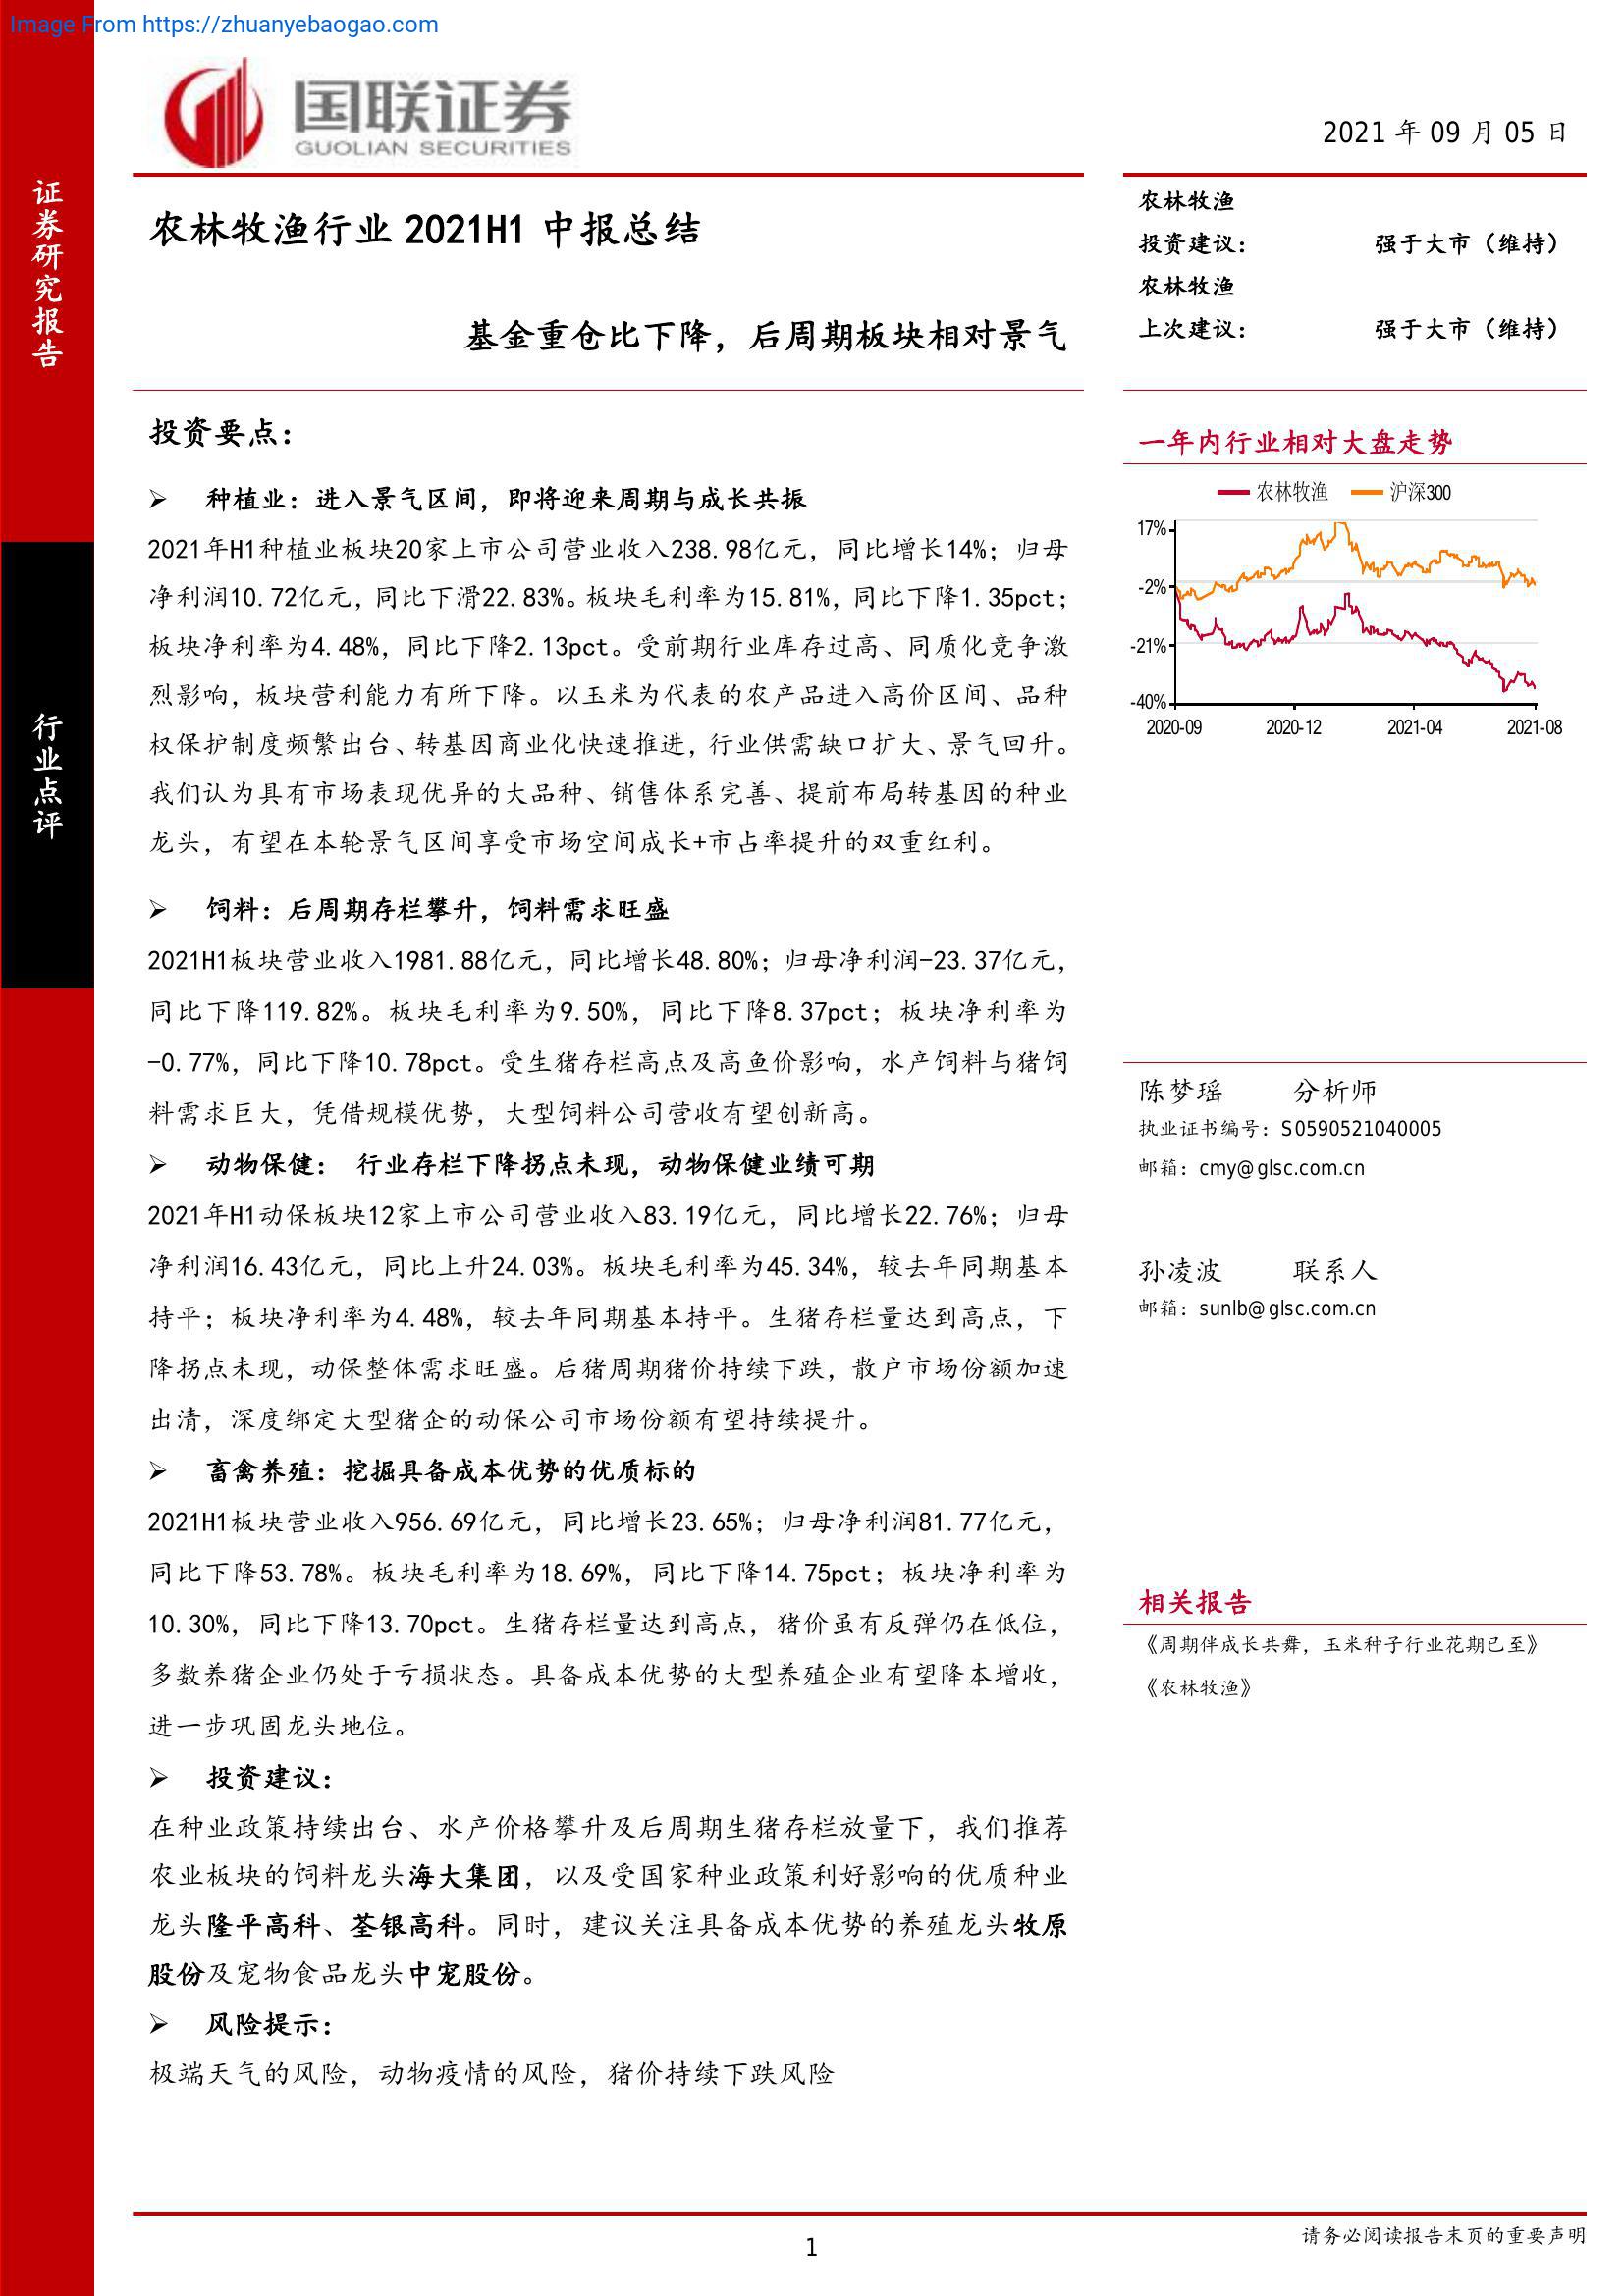 Image From https://zhuanyebaogao.com
国联证券
GUOLIAN SECURITIES
2021 年 09 月 05 日
证券研究报告
行业点评
农林牧渔行业 2021H1 中报总结
基金重仓比下降，后周期板块相对景气
农林牧渔
投资建议： 强于大市（维持）
农林牧渔
上次建议： 强于大市（维持）
投资要点：
➢ 种植业：进入景气区间，即将迎来周期与成长共振
2021年H1种植业板块20家上市公司营业收入238.98亿元，同比增长14%；归母
净利润10.72亿元，同比下滑22.83%。板块毛利率为15.81%，同比下降1.35pct；
板块净利率为4.48%，同比下降2.13pct。受前期行业库存过高、同质化竞争激
烈影响，板块营利能力有所下降。以玉米为代表的农产品进入高价区间、品种
权保护制度频繁出台、转基因商业化快速推进，行业供需缺口扩大、景气回升。
我们认为具有市场表现优异的大品种、销售体系完善、提前布局转基因的种业
龙头，有望在本轮景气区间享受市场空间成长+市占率提升的双重红利。
➢ 饲料：后周期存栏攀升，饲料需求旺盛
2021H1板块营业收入1981.88亿元，同比增长48.80%；归母净利润-23.37亿元，
同比下降119.82%。板块毛利率为9.50%，同比下降8.37pct；板块净利率为
-0.77%，同比下降10.78pct。受生猪存栏高点及高鱼价影响，水产饲料与猪饲
料需求巨大，凭借规模优势，大型饲料公司营收有望创新高。
➢ 动物保健： 行业存栏下降拐点未现，动物保健业绩可期
2021年H1动保板块12家上市公司营业收入83.19亿元，同比增长22.76%；归母
净利润16.43亿元，同比上升24.03%。板块毛利率为45.34%，较去年同期基本
持平；板块净利率为4.48%，较去年同期基本持平。生猪存栏量达到高点，下
降拐点未现，动保整体需求旺盛。后猪周期猪价持续下跌，散户市场份额加速
出清，深度绑定大型猪企的动保公司市场份额有望持续提升。
➢ 畜禽养殖：挖掘具备成本优势的优质标的
2021H1板块营业收入956.69亿元，同比增长23.65%；归母净利润81.77亿元，
同比下降53.78%。板块毛利率为18.69%，同比下降14.75pct；板块净利率为
10.30%，同比下降13.70pct。生猪存栏量达到高点，猪价虽有反弹仍在低位，
多数养猪企业仍处于亏损状态。具备成本优势的大型养殖企业有望降本增收，
进一步巩固龙头地位。
➢ 投资建议：
在种业政策持续出台、水产价格攀升及后周期生猪存栏放量下，我们推荐
农业板块的饲料龙头海大集团，以及受国家种业政策利好影响的优质种业
龙头隆平高科、荃银高科。同时，建议关注具备成本优势的养殖龙头牧原
股份及宠物食品龙头中宠股份。
➢ 风险提示：
极端天气的风险，动物疫情的风险，猪价持续下跌风险
一年内行业相对大盘走势
农林牧渔 沪深300
17%
-2%
-21%
-40%
2020-09 2020-12 2021-04 2021-08
陈梦瑶 分析师
执业证书编号：S0590521040005
邮箱：cmy@glsc.com.cn
孙凌波 联系人
邮箱：sunlb@glsc.com.cn
相关报告
《周期伴成长共舞，玉米种子行业花期已至》
《农林牧渔》
1
请务必阅读报告末页的重要声明